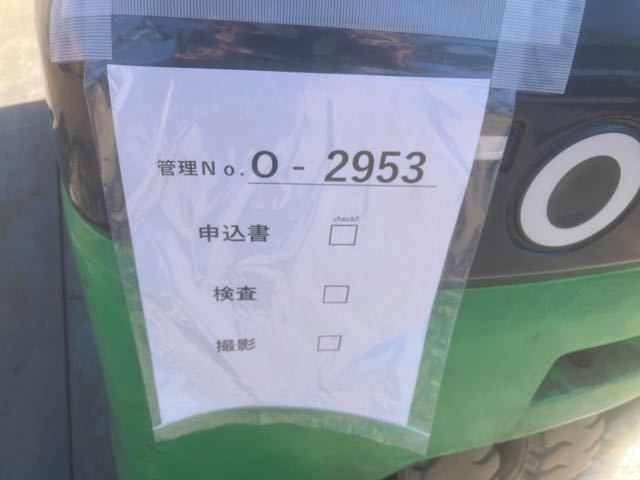 管理No. O - 2953
check!!
申込書 □
検査 □
撮影 □
O